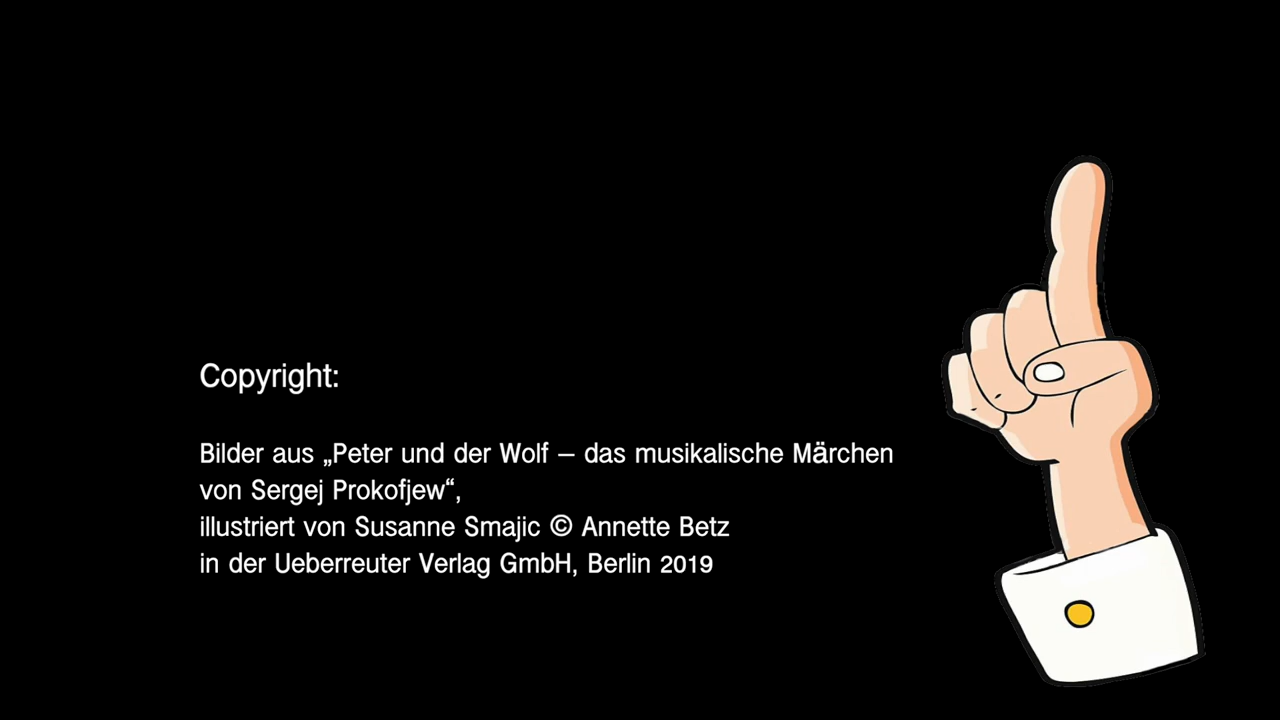 Copyright:
Bilder aus „Peter und der Wolf – das musikalische Märchen
von Sergej Prokofjew“,
illustriert von Susanne Smajic © Annette Betz
in der Ueberreuter Verlag GmbH, Berlin 2019